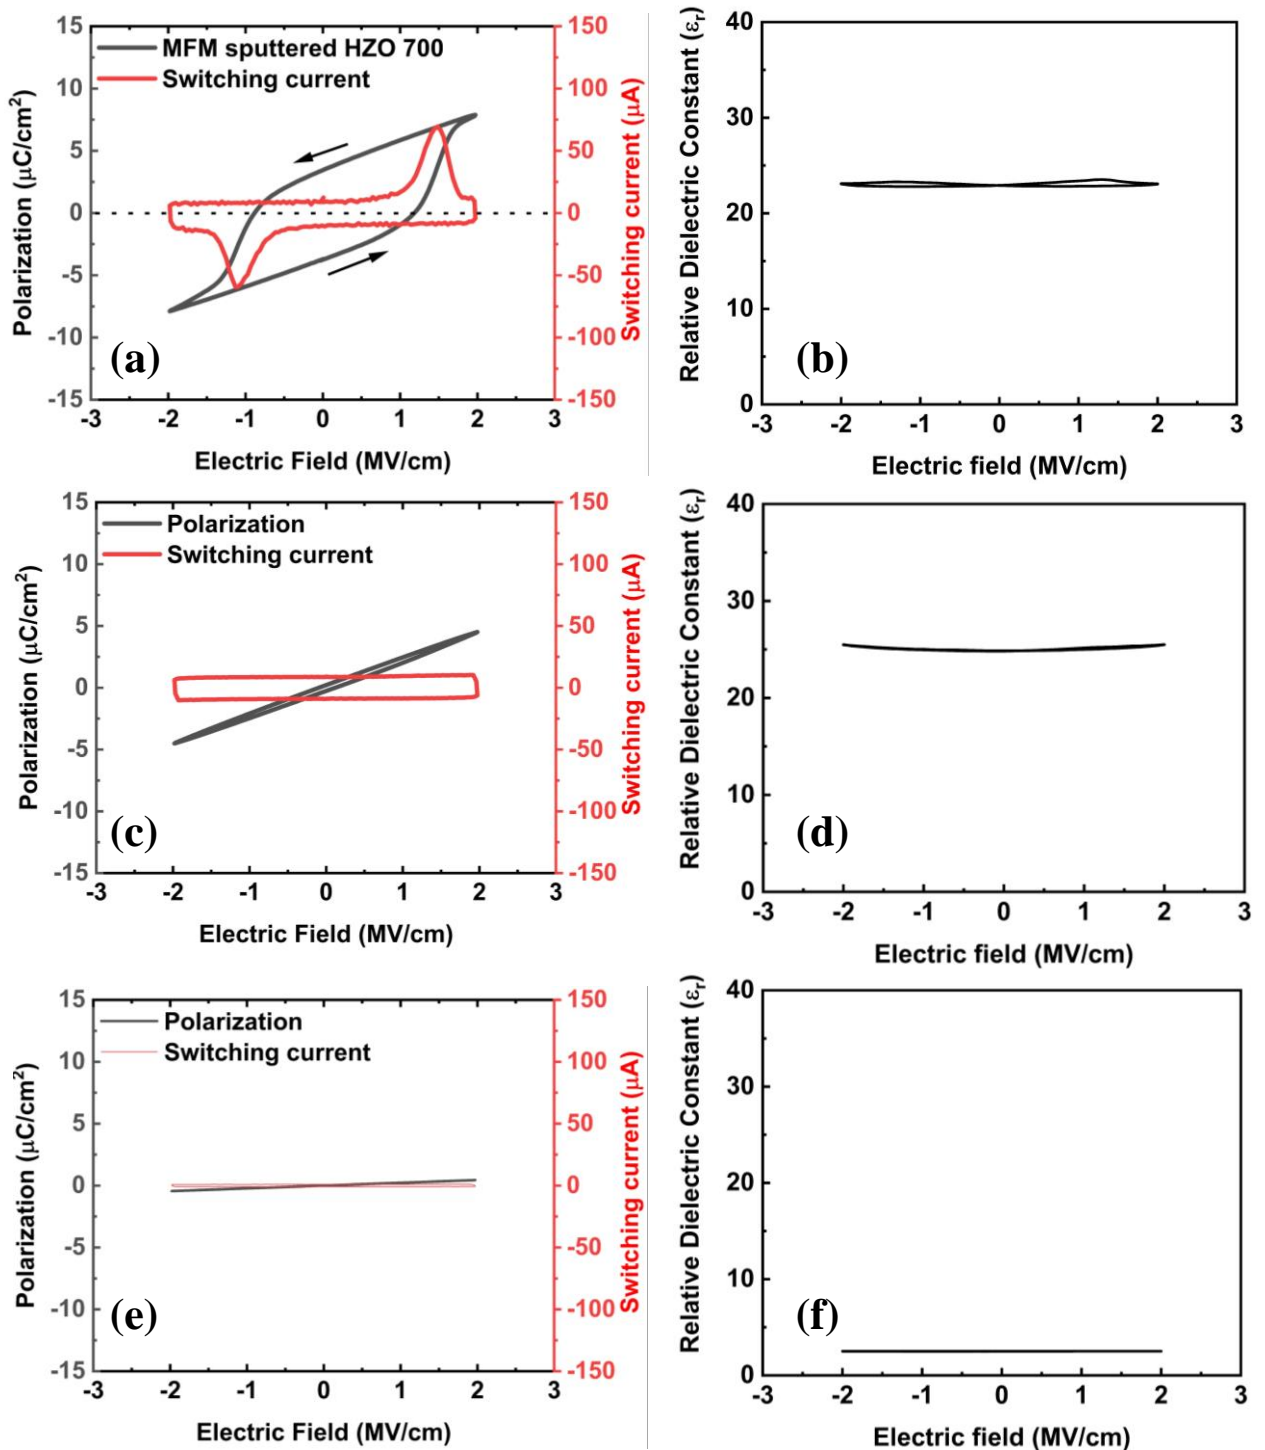 15
10
5
0
-5
-10
-15
Polarization (μC/cm²)
MFM sputtered HZO 700
Switching current
150
100
50
0
-50
-100
-150
Switching current (μA)
(a)
-3 -2 -1 0 1 2 3
Electric Field (MV/cm)
40
30
20
10
0
Relative Dielectric Constant (εr)
(b)
-3 -2 -1 0 1 2 3
Electric field (MV/cm)
15
10
5
0
-5
-10
-15
Polarization (μC/cm²)
Polarization
Switching current
150
100
50
0
-50
-100
-150
Switching current (μA)
(c)
-3 -2 -1 0 1 2 3
Electric Field (MV/cm)
40
30
20
10
0
Relative Dielectric Constant (εr)
(d)
-3 -2 -1 0 1 2 3
Electric field (MV/cm)
15
10
5
0
-5
-10
-15
Polarization (μC/cm²)
Polarization
Switching current
150
100
50
0
-50
-100
-150
Switching current (μA)
(e)
-3 -2 -1 0 1 2 3
Electric Field (MV/cm)
40
30
20
10
0
Relative Dielectric Constant (εr)
(f)
-3 -2 -1 0 1 2 3
Electric field (MV/cm)